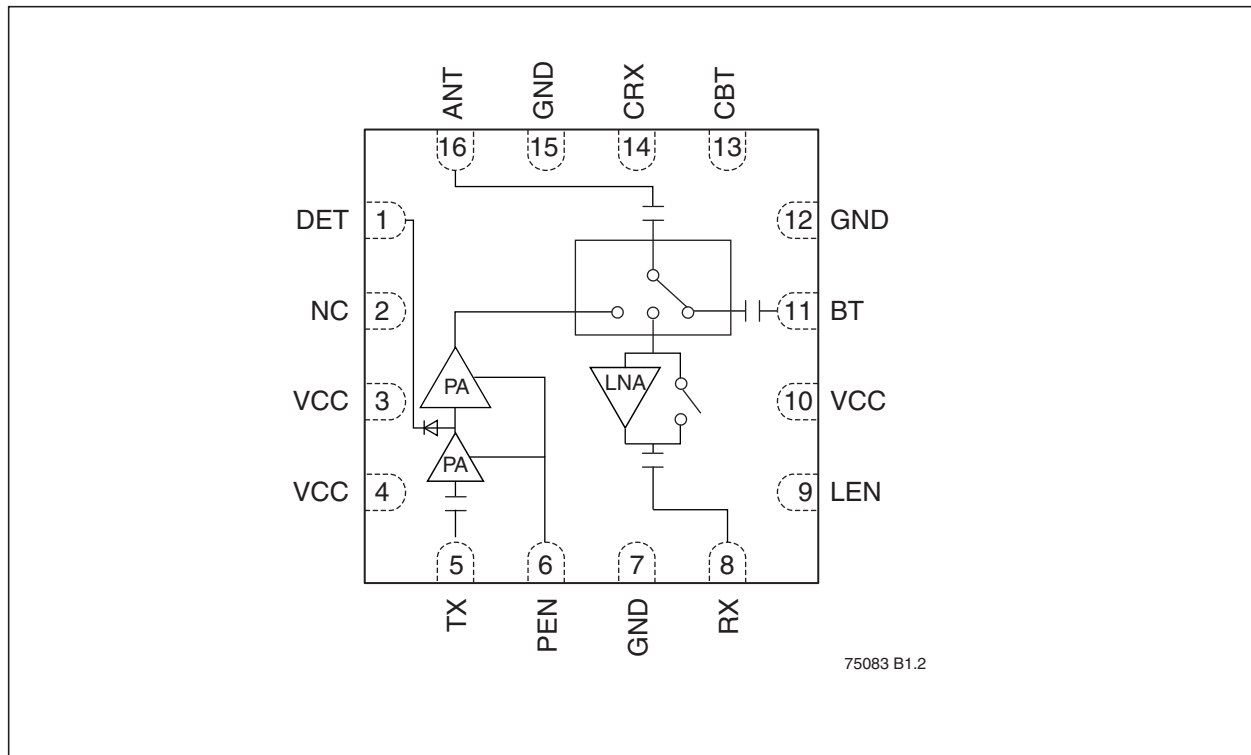 ANT
GND
CRX
CBT
16
15
14
13
DET 1
12 GND
NC 2
11 BT
PA
LNA
VCC 3
10 VCC
PA
VCC 4
9 LEN
5
6
7
8
TX
PEN
GND
RX
75083 B1.2